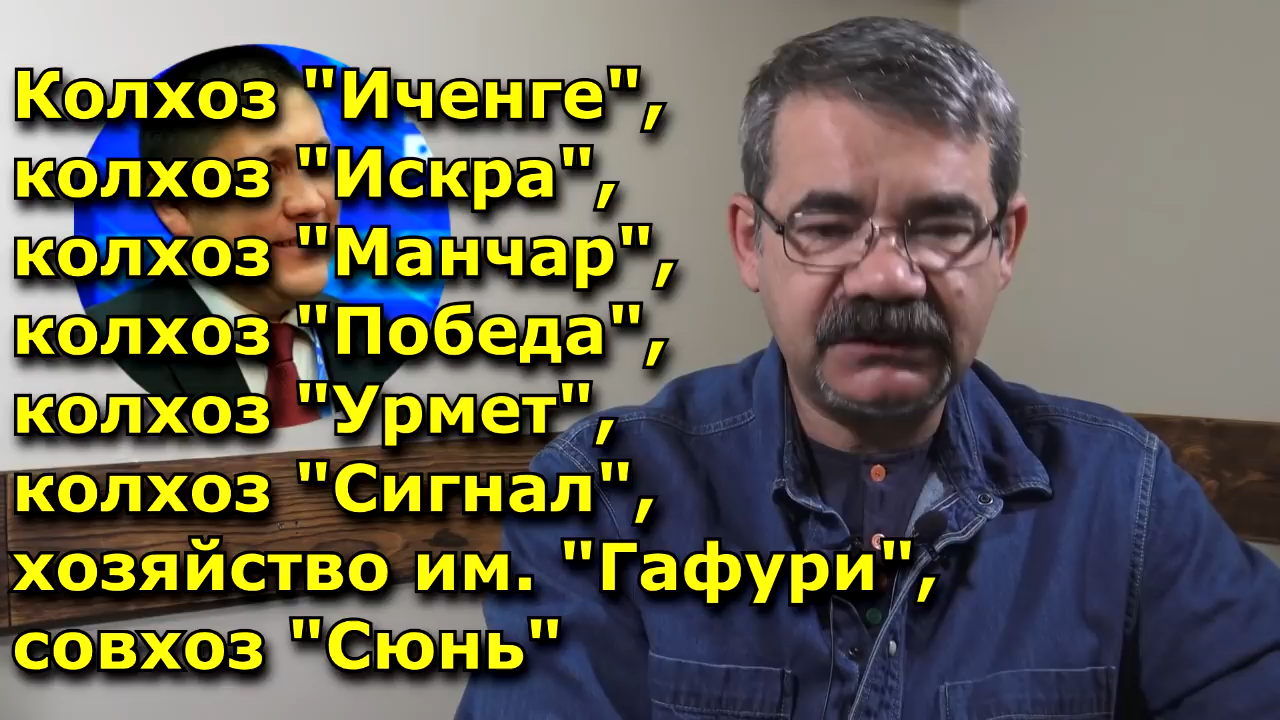 Колхоз "Иченге",
колхоз "Искра",
колхоз "Манчар",
колхоз "Победа",
колхоз "Урмет",
колхоз "Сигнал",
хозяйство им. "Гафури",
совхоз "Сюнь"